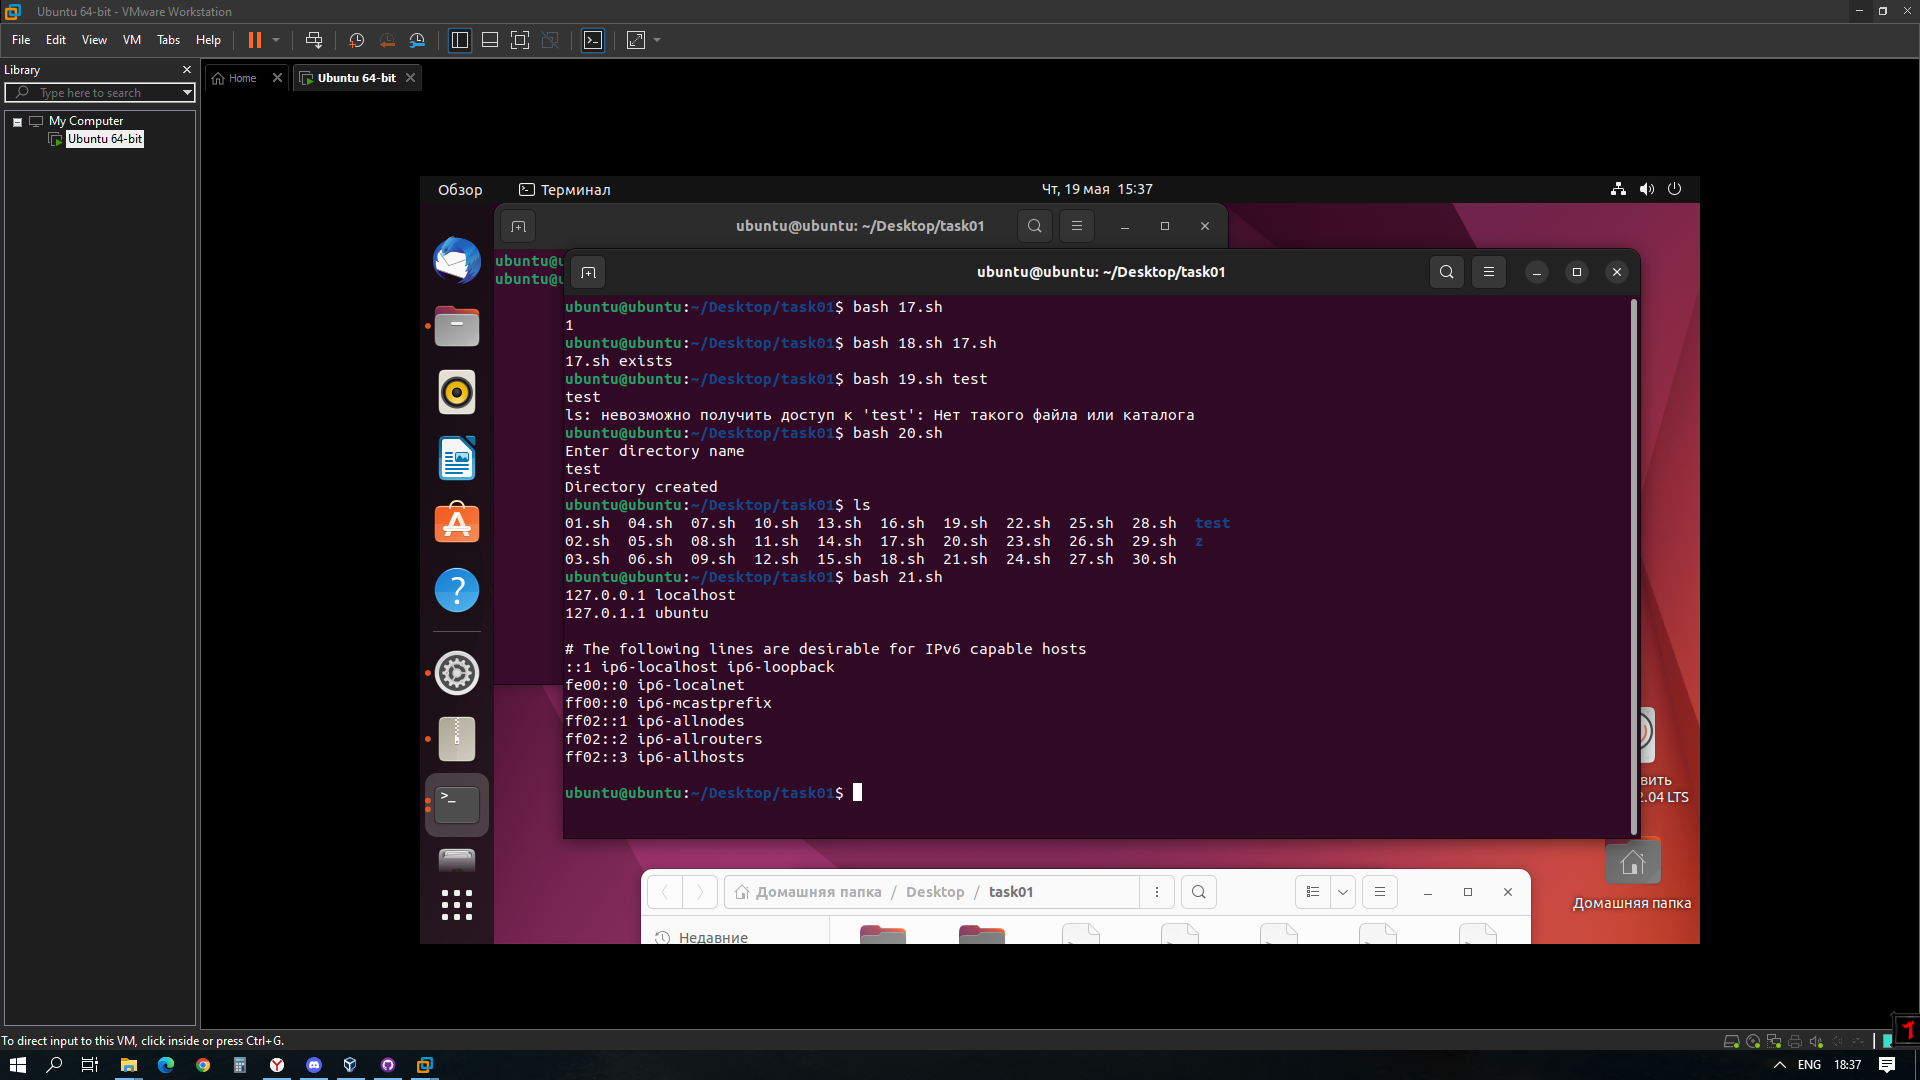 Ubuntu 64-bit - VMware Workstation
File Edit View VM Tabs Help
Library
Type here to search
My Computer
Ubuntu 64-bit
Home
Ubuntu 64-bit
Обзор
Терминал
Чт, 19 мая 15:37
ubuntu@ubuntu: ~/Desktop/task01
ubuntu@u
ubuntu@u
ubuntu@ubuntu: ~/Desktop/task01
ubuntu@ubuntu:~/Desktop/task01$ bash 17.sh
1
ubuntu@ubuntu:~/Desktop/task01$ bash 18.sh 17.sh
17.sh exists
ubuntu@ubuntu:~/Desktop/task01$ bash 19.sh test
test
ls: невозможно получить доступ к 'test': Нет такого файла или каталога
ubuntu@ubuntu:~/Desktop/task01$ bash 20.sh
Enter directory name
test
Directory created
ubuntu@ubuntu:~/Desktop/task01$ ls
01.sh 04.sh 07.sh 10.sh 13.sh 16.sh 19.sh 22.sh 25.sh 28.sh test
02.sh 05.sh 08.sh 11.sh 14.sh 17.sh 20.sh 23.sh 26.sh 29.sh z
03.sh 06.sh 09.sh 12.sh 15.sh 18.sh 21.sh 24.sh 27.sh 30.sh
ubuntu@ubuntu:~/Desktop/task01$ bash 21.sh
127.0.0.1 localhost
127.0.1.1 ubuntu
# The following lines are desirable for IPv6 capable hosts
::1 ip6-localhost ip6-loopback
fe00::0 ip6-localnet
ff00::0 ip6-mcastprefix
ff02::1 ip6-allnodes
ff02::2 ip6-allrouters
ff02::3 ip6-allhosts
ubuntu@ubuntu:~/Desktop/task01$
вить
2.04 LTS
Домашняя папка
Домашняя папка / Desktop / task01
Недавние
To direct input to this VM, click inside or press Ctrl+G.
ENG 18:37